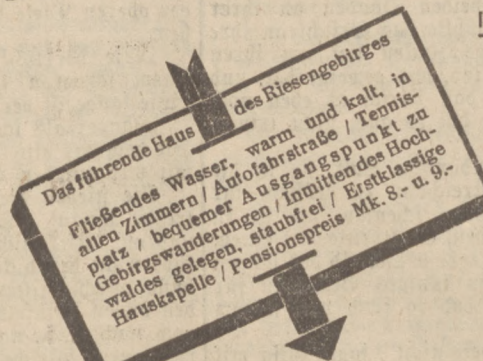 Das führende Haus des Riesengebirges
Fließendes Wasser, warm und kalt, in
allen Zimmern / Autofahrstraße / Tennis-
platz / bequemer Ausgangspunkt zu
Gebirgswanderungen / Inmitten des Hoch-
waldes gelegen, staubfrei / Erstklassige
Hauskapelle / Pensionspreis Mk. 8.- u. 9.-